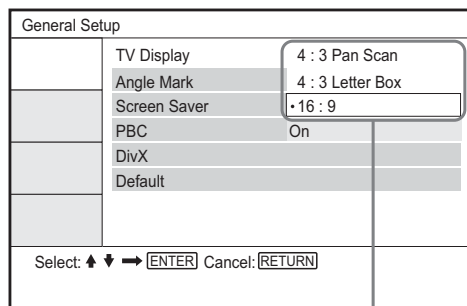 General Setup
TV Display
4 : 3 Pan Scan
Angle Mark
4 : 3 Letter Box
Screen Saver
•16 : 9
PBC
On
DivX
Default
Select: ↑ ↓ → ENTER Cancel: RETURN